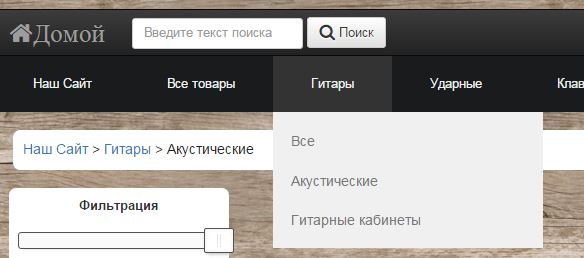 Домой
Введите текст поиска
Поиск
Наш Сайт
Все товары
Гитары
Ударные
Клав
Все
Акустические
Гитарные кабинеты
Наш Сайт > Гитары > Акустические
Фильтрация